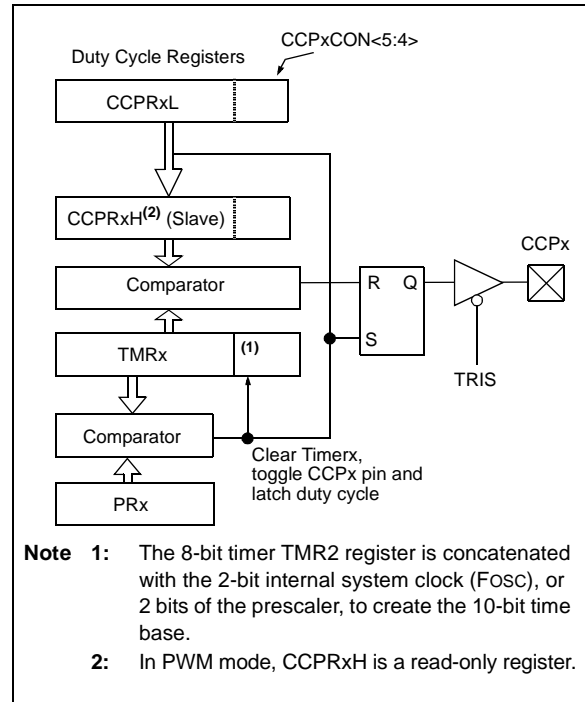 CCPxCON<5:4>
Duty Cycle Registers
CCPRxL
CCPRxH(2) (Slave)
CCPx
Comparator
R Q
S
TMRx
(1)
TRIS
Comparator
Clear Timerx,
toggle CCPx pin and
latch duty cycle
PRx
Note 1: The 8-bit timer TMR2 register is concatenated
with the 2-bit internal system clock (FOSC), or
2 bits of the prescaler, to create the 10-bit time
base.
2: In PWM mode, CCPRxH is a read-only register.